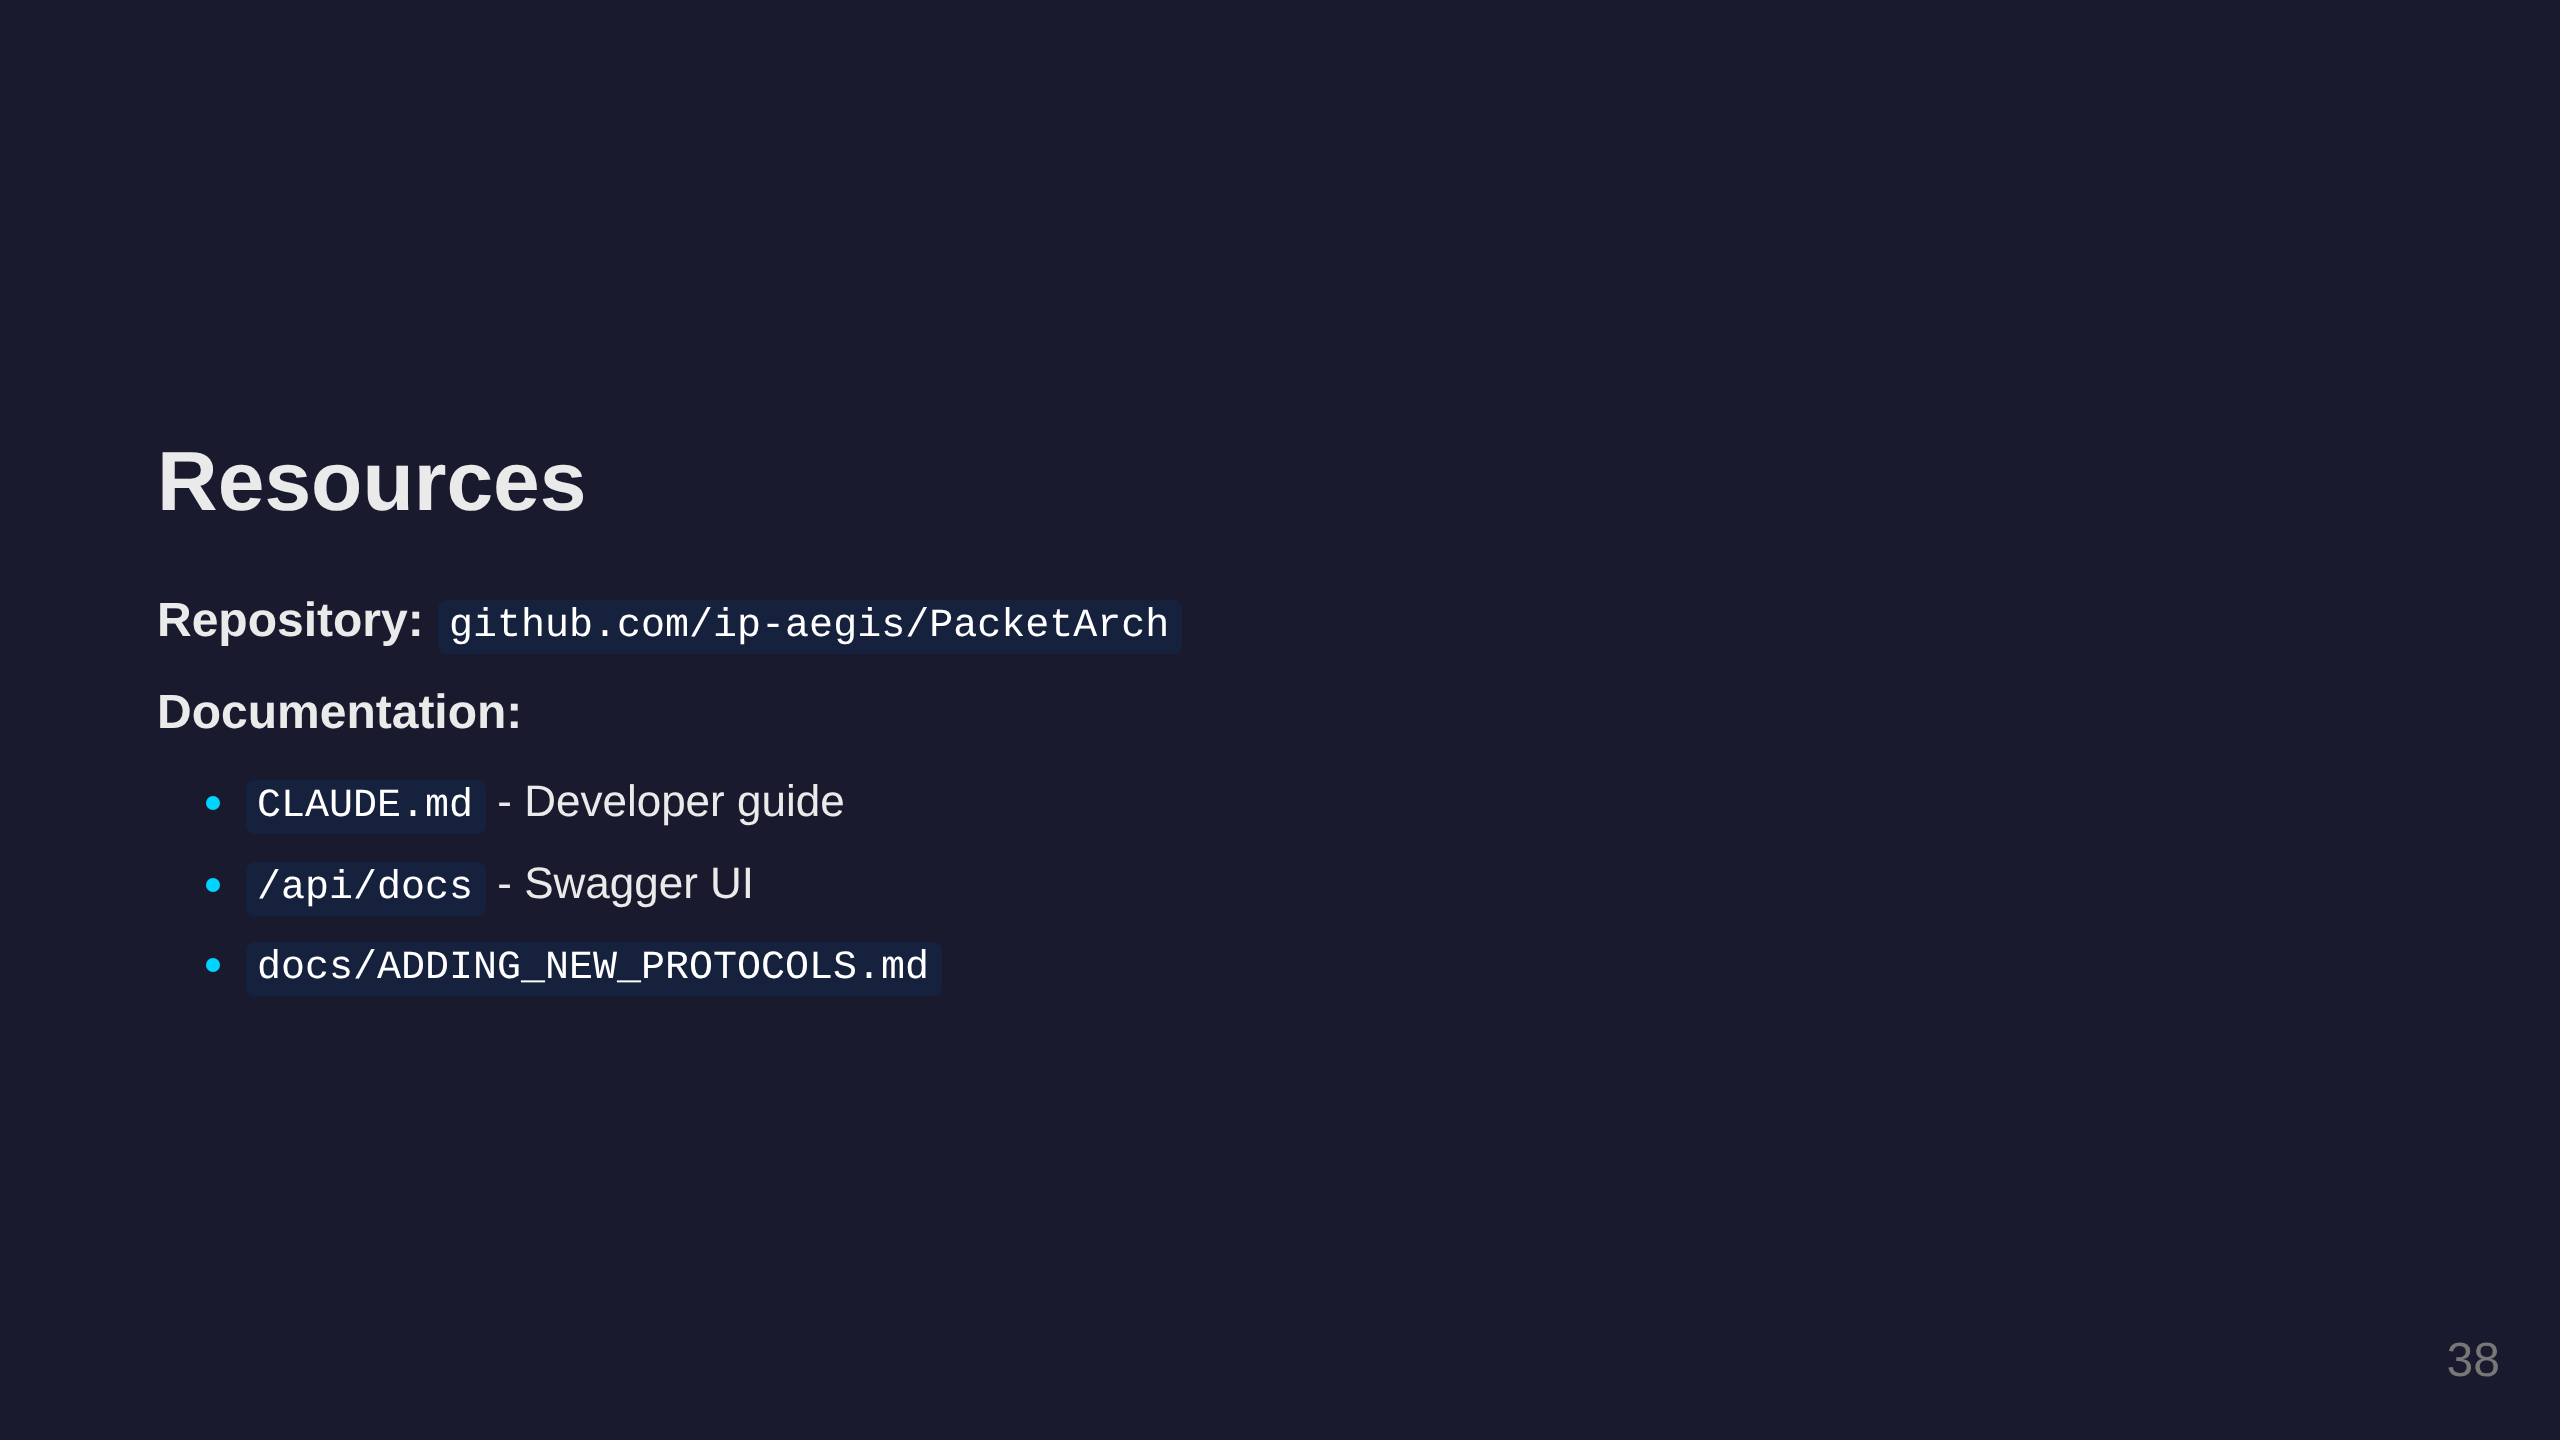 Resources
Repository: github.com/ip-aegis/PacketArch
Documentation:
• CLAUDE.md - Developer guide
• /api/docs - Swagger UI
• docs/ADDING_NEW_PROTOCOLS.md
38